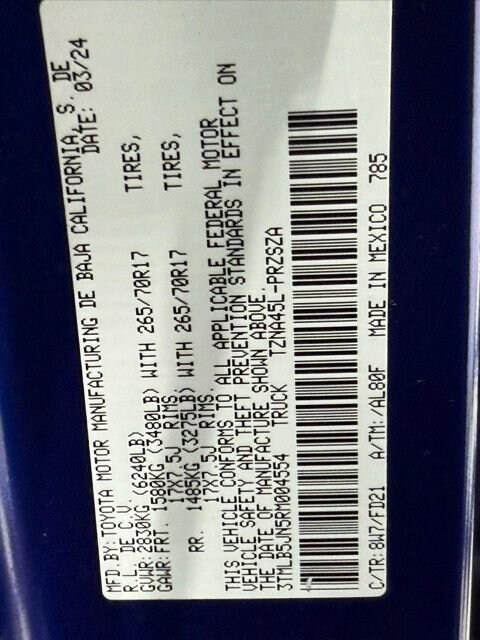 MFD.BY:TOYOTA MOTOR MANUFACTURING DE BAJA CALIFORNIA, S. DE
R.L. DE C.V. DATE: 03/24
GVWR:2830KG (6240LB)
GAWR:FRT. 1580KG (3480LB) WITH 265/70R17 TIRES,
17X7.5J RIMS.
RR. 1485KG (3275LB) WITH 265/70R17 TIRES,
17X7.5J RIMS.
THIS VEHICLE CONFORMS TO ALL APPLICABLE FEDERAL MOTOR
VEHICLE SAFETY AND THEFT PREVENTION STANDARDS IN EFFECT ON
THE DATE OF MANUFACTURE SHOWN ABOVE.
3TMLB5JN5RM004554 TRUCK TZNA45L-PRZSZA
C/TR:8W7/FD21 A/TM:/AL80F MADE IN MEXICO 785